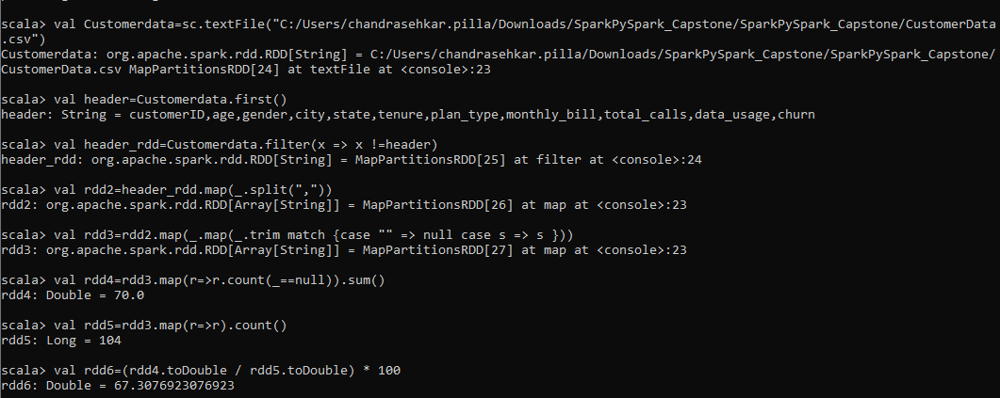 scala> val Customerdata=sc.textFile("C:/Users/chandrasehkar.pilla/Downloads/SparkPySpark_Capstone/SparkPySpark_Capstone/CustomerData
.csv")
Customerdata: org.apache.spark.rdd.RDD[String] = C:/Users/chandrasehkar.pilla/Downloads/SparkPySpark_Capstone/SparkPySpark_Capstone/
CustomerData.csv MapPartitionsRDD[24] at textFile at <console>:23
scala> val header=Customerdata.first()
header: String = customerID,age,gender,city,state,tenure,plan_type,monthly_bill,total_calls,data_usage,churn
scala> val header_rdd=Customerdata.filter(x => x !=header)
header_rdd: org.apache.spark.rdd.RDD[String] = MapPartitionsRDD[25] at filter at <console>:24
scala> val rdd2=header_rdd.map(_.split(","))
rdd2: org.apache.spark.rdd.RDD[Array[String]] = MapPartitionsRDD[26] at map at <console>:23
scala> val rdd3=rdd2.map(_.map(_.trim match {case "" => null case s => s }))
rdd3: org.apache.spark.rdd.RDD[Array[String]] = MapPartitionsRDD[27] at map at <console>:23
scala> val rdd4=rdd3.map(r=>r.count(_==null)).sum()
rdd4: Double = 70.0
scala> val rdd5=rdd3.map(r=>r).count()
rdd5: Long = 104
scala> val rdd6=(rdd4.toDouble / rdd5.toDouble) * 100
rdd6: Double = 67.3076923076923